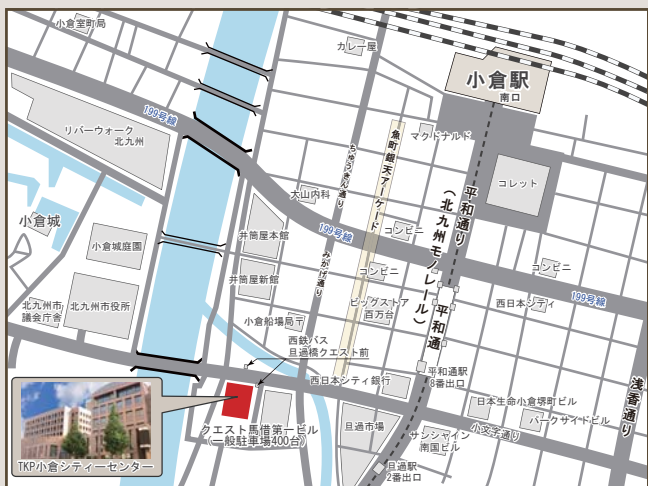 小倉室町局
カレー屋
小倉駅
南口
199号線
リバーウォーク
北九州
マクドナルド
魚町銀天アーケード
ちゅうぎん通り
コレット
平和通り
(北九州モノレール)
大山内科
小倉城
小倉城庭園
井筒屋本館
199号線
コンビニ
みかげ通り
コンビニ
コンビニ
井筒屋新館
199号線
北九州市
議会庁舎
北九州市役所
ビッグストア
百万台
平和通
西日本シティ
小倉船場局〒
西鉄バス
旦過橋クエスト前
西日本シティ銀行
平和通駅
8番出口
浅香通り
クエスト馬借第一ビル
(一般駐車場400台)
旦過市場
日本生命小倉堺町ビル
パークサイドビル
小文字通り
サンシャイン
南国ビル
旦過駅
2番出口
TKP小倉シティーセンター